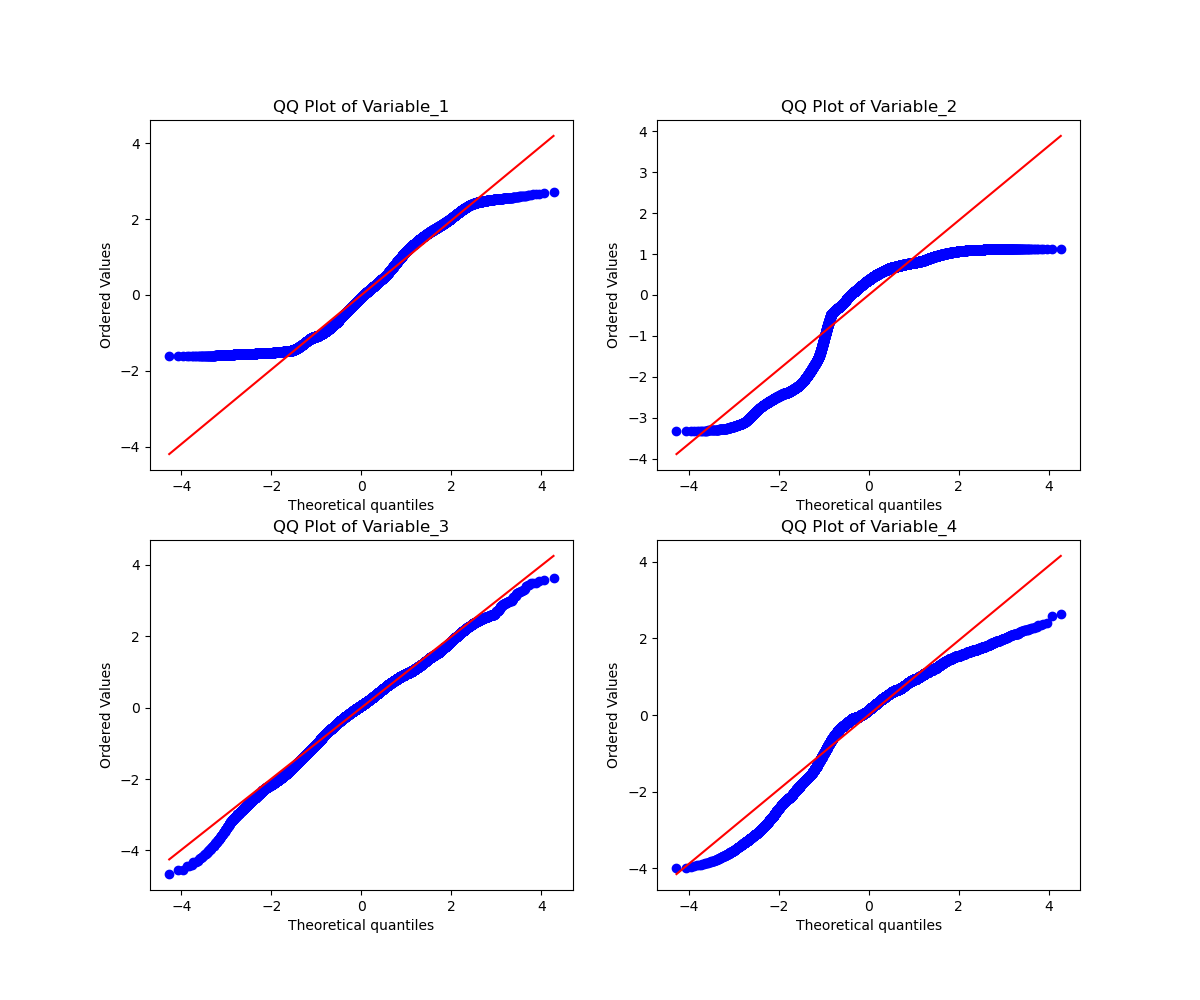 QQ Plot of Variable_1
Ordered Values
4
2
0
−2
−4
−4 −2 0 2 4
Theoretical quantiles
QQ Plot of Variable_2
Ordered Values
4
3
2
1
0
−1
−2
−3
−4
−4 −2 0 2 4
Theoretical quantiles
QQ Plot of Variable_3
Ordered Values
4
2
0
−2
−4
−4 −2 0 2 4
Theoretical quantiles
QQ Plot of Variable_4
Ordered Values
4
2
0
−2
−4
−4 −2 0 2 4
Theoretical quantiles